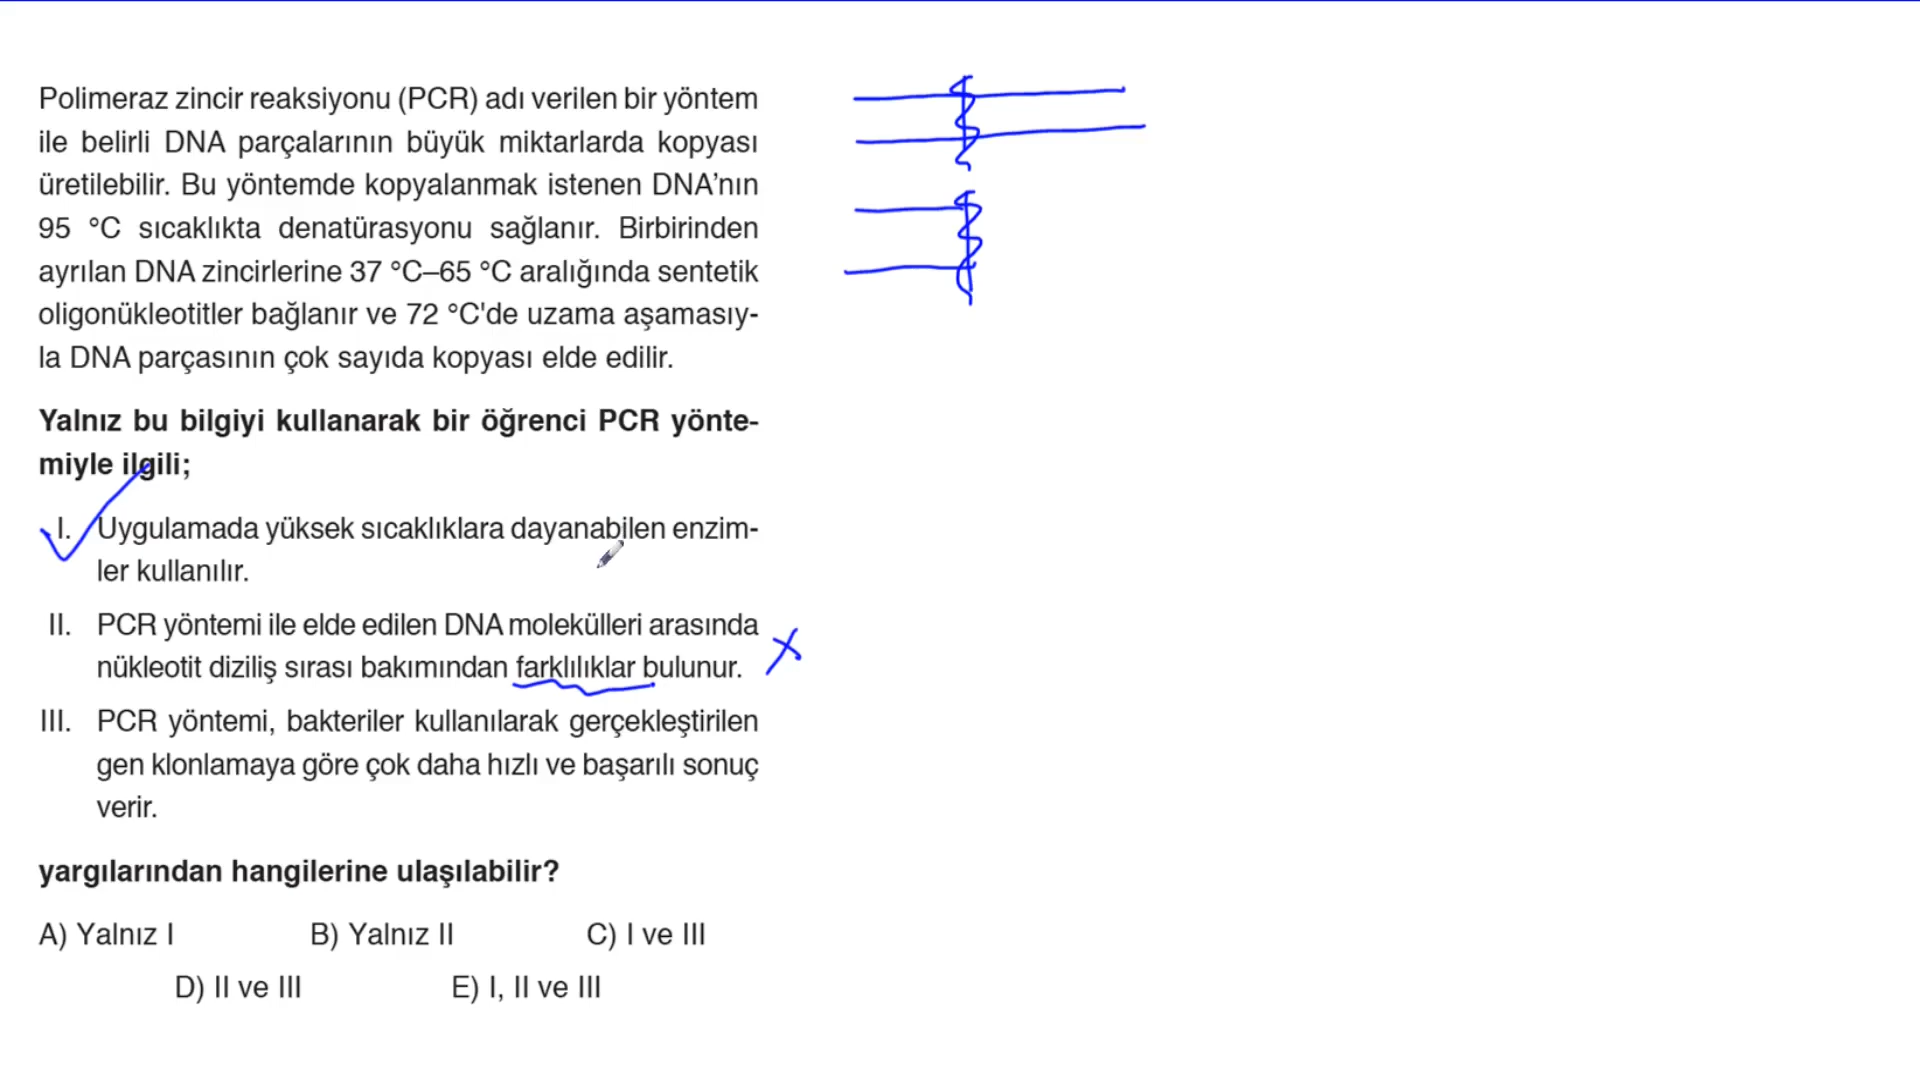 Polimeraz zincir reaksiyonu (PCR) adı verilen bir yöntem
ile belirli DNA parçalarının büyük miktarlarda kopyası
üretilebilir. Bu yöntemde kopyalanmak istenen DNA’nın
95 °C sıcaklıkta denatürasyonu sağlanır. Birbirinden
ayrılan DNA zincirlerine 37 °C–65 °C aralığında sentetik
oligonükleotitler bağlanır ve 72 °C'de uzama aşamasıy-
la DNA parçasının çok sayıda kopyası elde edilir.
Yalnız bu bilgiyi kullanarak bir öğrenci PCR yönte-
miyle ilgili;
I. Uygulamada yüksek sıcaklıklara dayanabilen enzim-
ler kullanılır.
II. PCR yöntemi ile elde edilen DNA molekülleri arasında
nükleotit diziliş sırası bakımından farklılıklar bulunur.
III. PCR yöntemi, bakteriler kullanılarak gerçekleştirilen
gen klonlamaya göre çok daha hızlı ve başarılı sonuç
verir.
yargılarından hangilerine ulaşılabilir?
A) Yalnız I B) Yalnız II C) I ve III
D) II ve III E) I, II ve III